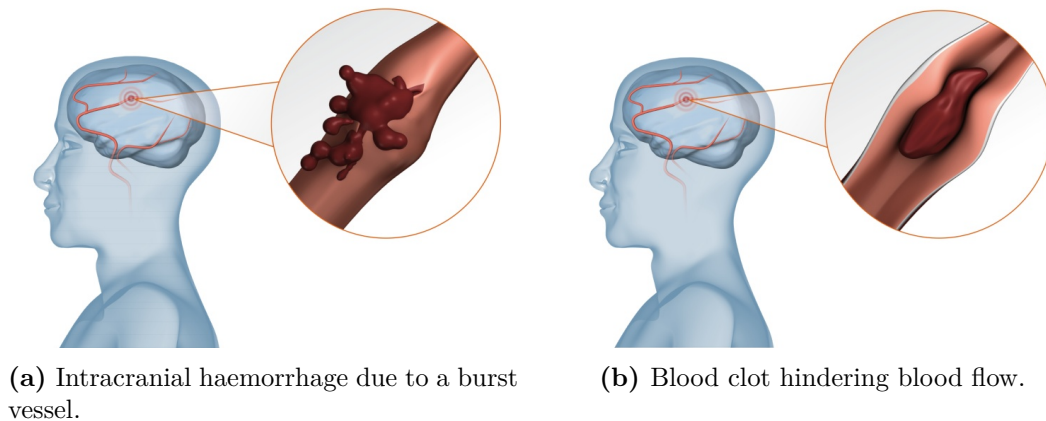 (a) Intracranial haemorrhage due to a burst
vessel.
(b) Blood clot hindering blood flow.